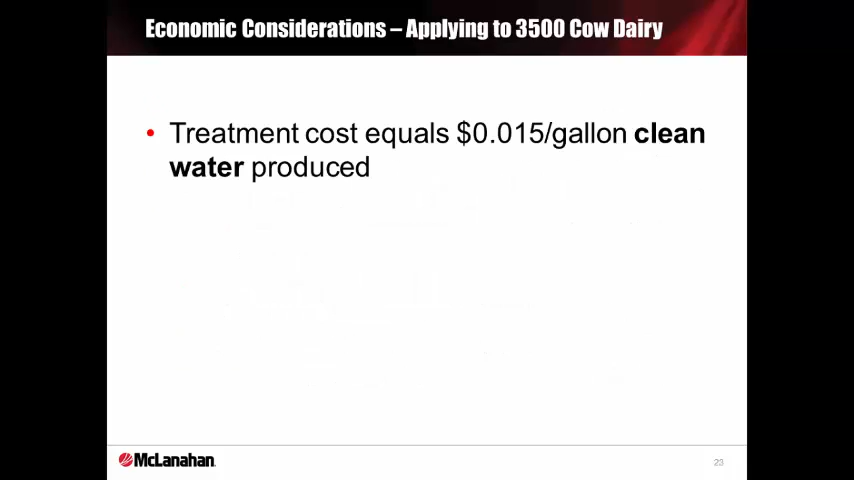 Economic Considerations – Applying to 3500 Cow Dairy
• Treatment cost equals $0.015/gallon clean
water produced
McLanahan
23